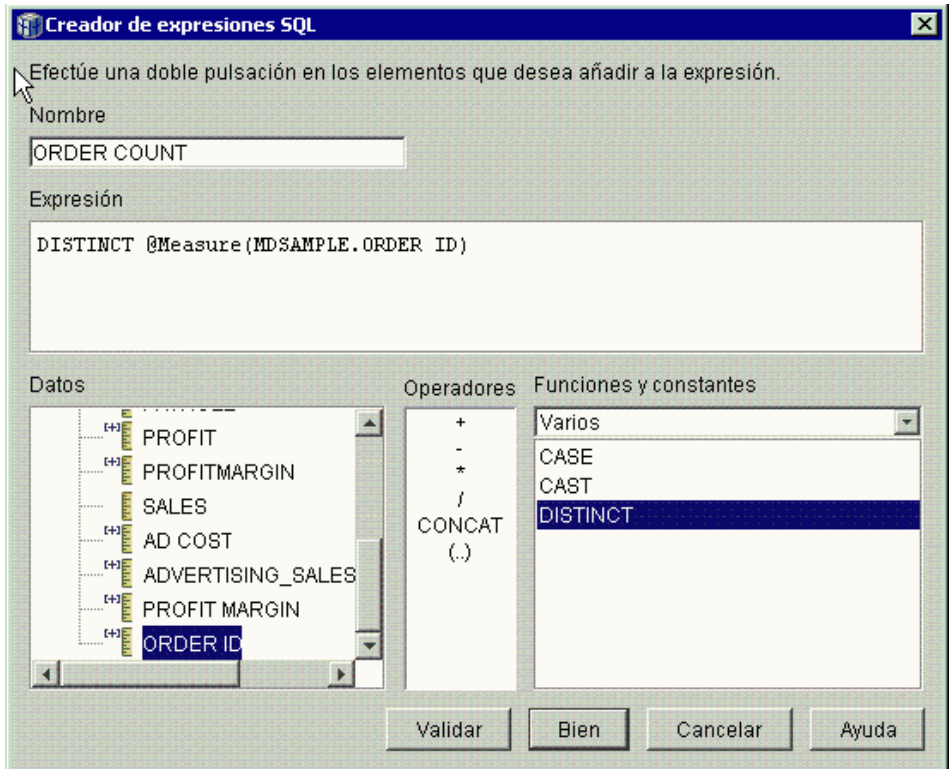 Creador de expresiones SQL
Efectúe una doble pulsación en los elementos que desea añadir a la expresión.
Nombre
ORDER COUNT
Expresión
DISTINCT @Measure(MDSAMPLE.ORDER ID)
Datos
PROFIT
PROFITMARGIN
SALES
AD COST
ADVERTISING_SALES
PROFIT MARGIN
ORDER ID
Operadores
+
-
*
/
CONCAT
(..)
Funciones y constantes
Varios
CASE
CAST
DISTINCT
Validar
Bien
Cancelar
Ayuda